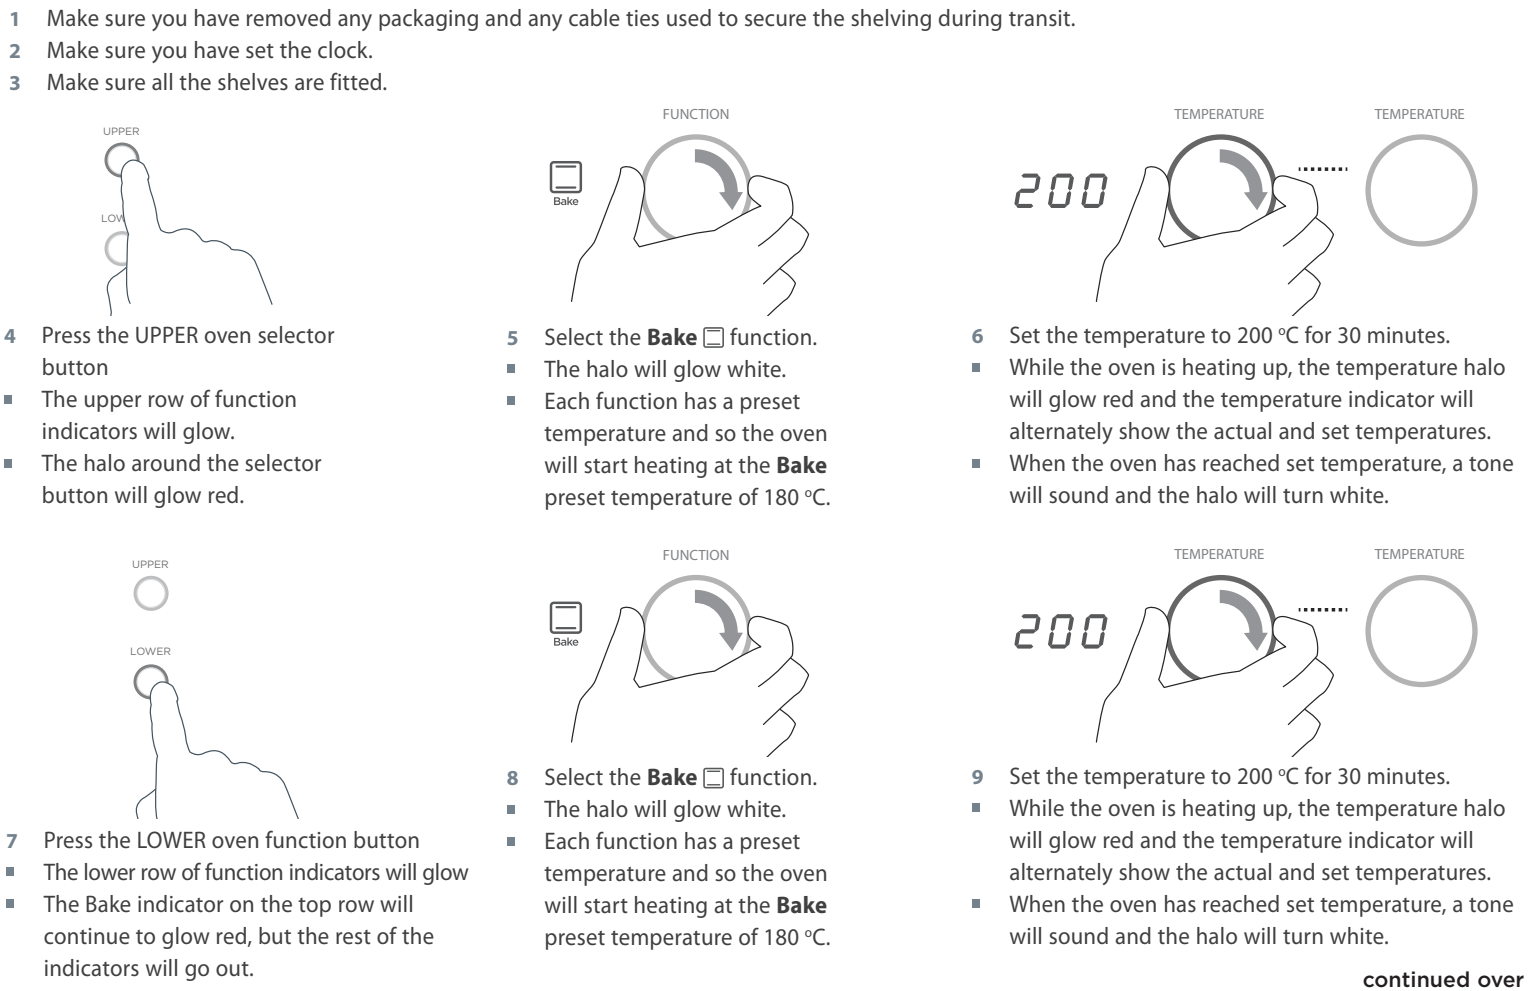 1 Make sure you have removed any packaging and any cable ties used to secure the shelving during transit.
2 Make sure you have set the clock.
3 Make sure all the shelves are fitted.
UPPER
LOW
4 Press the UPPER oven selector
button
▪ The upper row of function
indicators will glow.
▪ The halo around the selector
button will glow red.
FUNCTION
Bake
5 Select the Bake function.
▪ The halo will glow white.
▪ Each function has a preset
temperature and so the oven
will start heating at the Bake
preset temperature of 180 °C.
TEMPERATURE
TEMPERATURE
200
6 Set the temperature to 200 °C for 30 minutes.
▪ While the oven is heating up, the temperature halo
will glow red and the temperature indicator will
alternately show the actual and set temperatures.
▪ When the oven has reached set temperature, a tone
will sound and the halo will turn white.
UPPER
LOWER
7 Press the LOWER oven function button
▪ The lower row of function indicators will glow
▪ The Bake indicator on the top row will
continue to glow red, but the rest of the
indicators will go out.
FUNCTION
Bake
8 Select the Bake function.
▪ The halo will glow white.
▪ Each function has a preset
temperature and so the oven
will start heating at the Bake
preset temperature of 180 °C.
TEMPERATURE
TEMPERATURE
200
9 Set the temperature to 200 °C for 30 minutes.
▪ While the oven is heating up, the temperature halo
will glow red and the temperature indicator will
alternately show the actual and set temperatures.
▪ When the oven has reached set temperature, a tone
will sound and the halo will turn white.
continued over